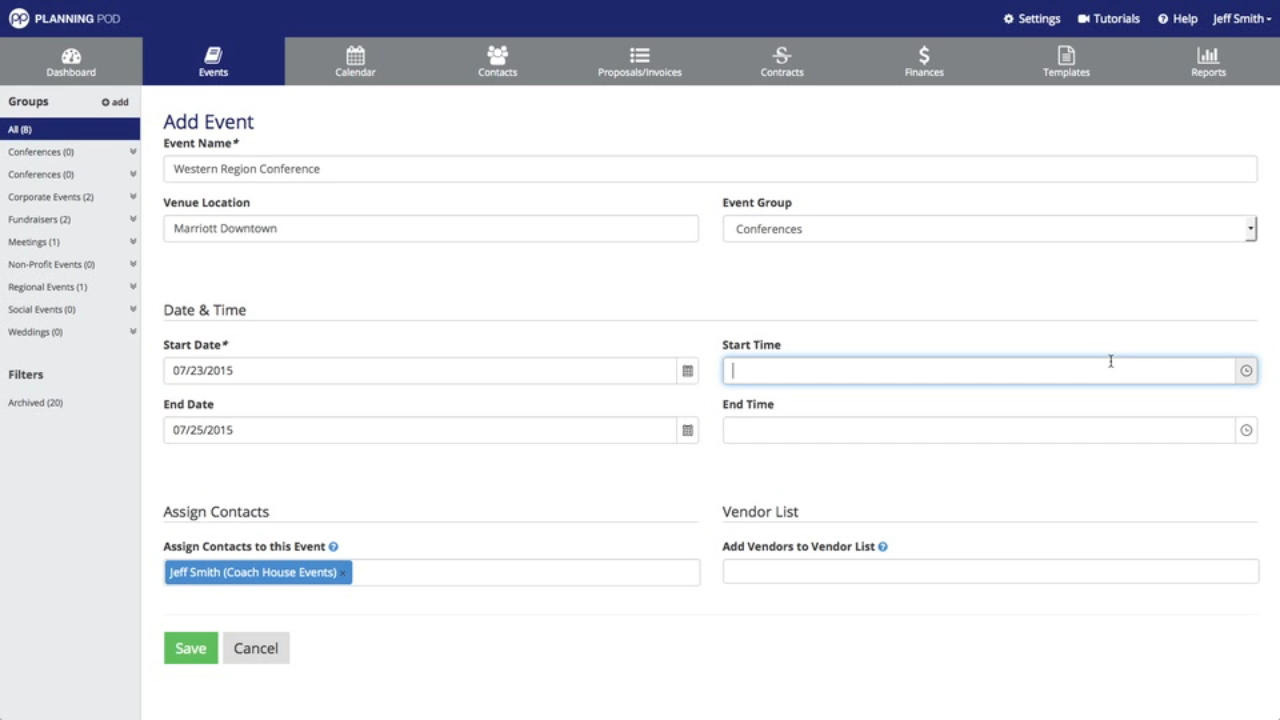 PLANNING POD
Settings
Tutorials
Help
Jeff Smith
Dashboard
Events
Calendar
Contacts
Proposals/Invoices
Contracts
Finances
Templates
Reports
Groups
add
All (8)
Conferences (0)
Conferences (0)
Corporate Events (2)
Fundraisers (2)
Meetings (1)
Non-Profit Events (0)
Regional Events (1)
Social Events (0)
Weddings (0)
Filters
Archived (20)
Add Event
Event Name*
Western Region Conference
Venue Location
Event Group
Marriott Downtown
Conferences
Date & Time
Start Date*
Start Time
07/23/2015
End Date
End Time
07/25/2015
Assign Contacts
Vendor List
Assign Contacts to this Event
Add Vendors to Vendor List
Jeff Smith (Coach House Events) ×
Save
Cancel